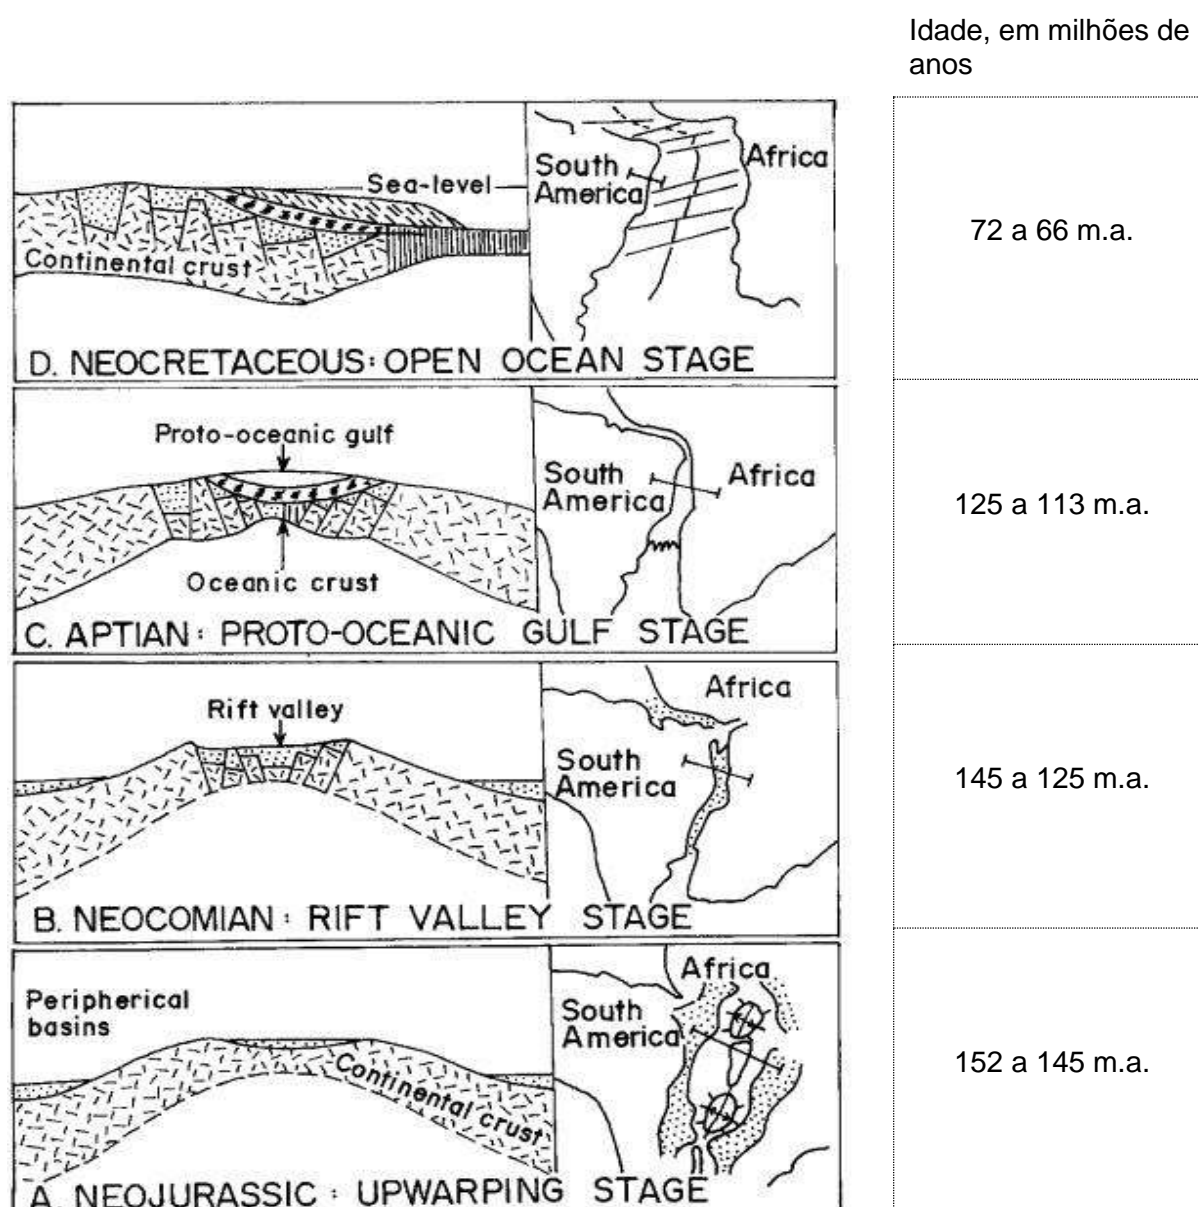 Idade, em milhões de
anos
Sea-level
Continental crust
South
America
Africa
D. NEOCRETACEOUS: OPEN OCEAN STAGE
72 a 66 m.a.
Proto-oceanic gulf
Oceanic crust
South
America
Africa
C. APTIAN: PROTO-OCEANIC GULF STAGE
125 a 113 m.a.
Rift valley
Africa
South
America
B. NEOCOMIAN: RIFT VALLEY STAGE
145 a 125 m.a.
Peripherical
basins
Continental crust
Africa
South
America
A. NEOJURASSIC: UPWARPING STAGE
152 a 145 m.a.